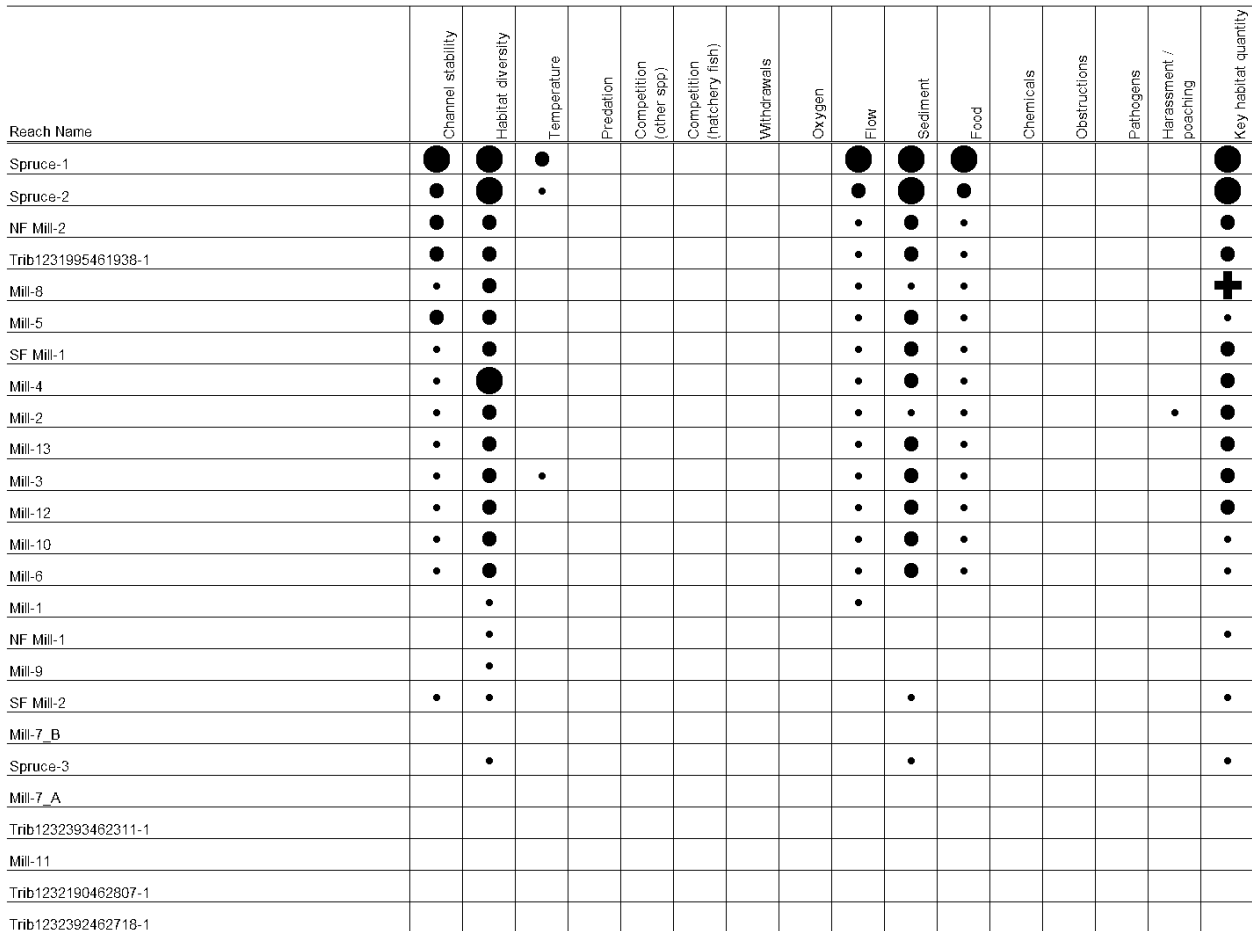 Reach Name
Channel stability
Habitat diversity
Temperature
Predation
Competition
(other spp)
Competition
(hatchery fish)
Withdrawals
Oxygen
Flow
Sediment
Food
Chemicals
Obstructions
Pathogens
Harassment /
poaching
Key habitat quantity
Spruce-1
Spruce-2
NF Mill-2
Trib1231995461938-1
Mill-8
Mill-5
SF Mill-1
Mill-4
Mill-2
Mill-13
Mill-3
Mill-12
Mill-10
Mill-6
Mill-1
NF Mill-1
Mill-9
SF Mill-2
Mill-7_B
Spruce-3
Mill-7_A
Trib1232393462311-1
Mill-11
Trib1232190462807-1
Trib1232392462718-1